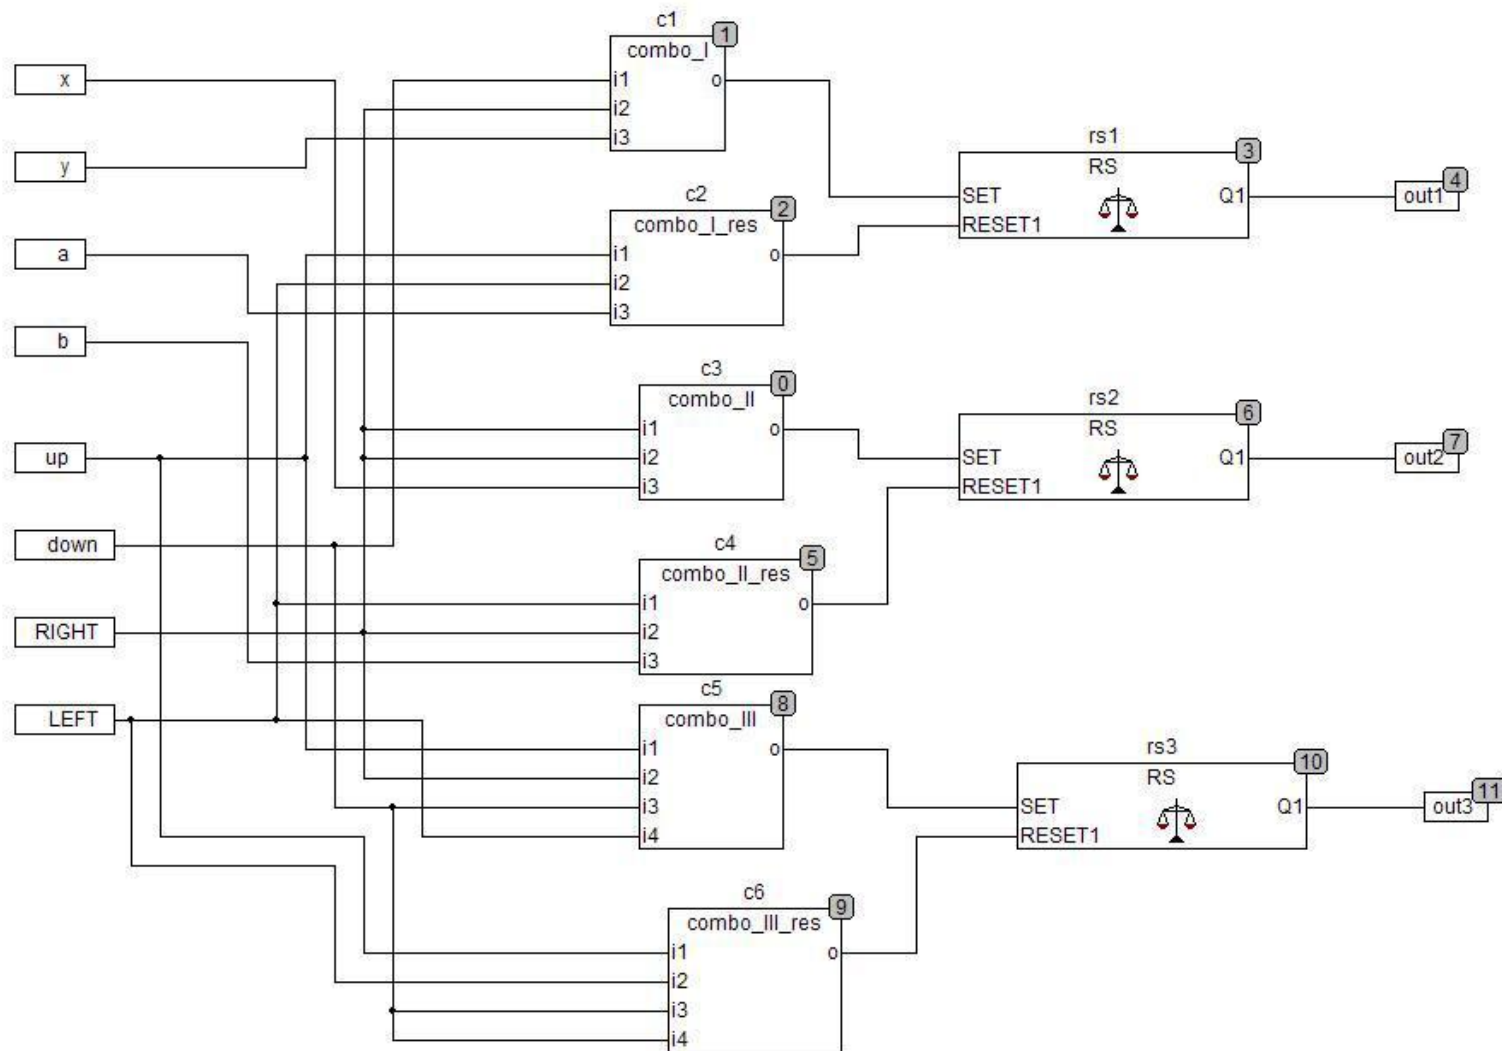 x
y
a
b
up
down
RIGHT
LEFT
c1
1
combo_I
i1 o
i2
i3
c2
2
combo_I_res
i1 o
i2
i3
rs1
3
RS
SET Q1
RESET1
4
out1
c3
0
combo_II
i1 o
i2
i3
rs2
6
RS
SET Q1
RESET1
7
out2
c4
5
combo_II_res
i1 o
i2
i3
c5
8
combo_III
i1 o
i2
i3
i4
rs3
10
RS
SET Q1
RESET1
11
out3
c6
9
combo_III_res
i1 o
i2
i3
i4